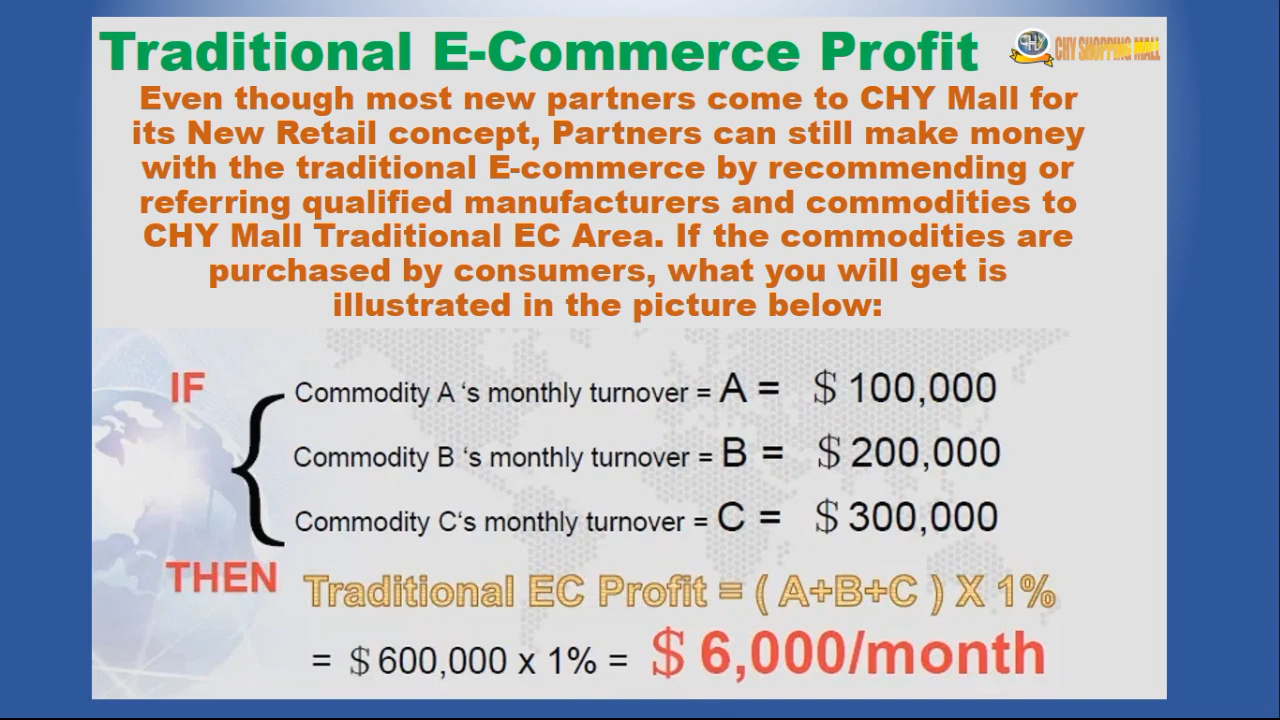 Traditional E-Commerce Profit
CHY
CHY SHOPPING MALL
Even though most new partners come to CHY Mall for
its New Retail concept, Partners can still make money
with the traditional E-commerce by recommending or
referring qualified manufacturers and commodities to
CHY Mall Traditional EC Area. If the commodities are
purchased by consumers, what you will get is
illustrated in the picture below:
IF
Commodity A ‘s monthly turnover = A = $ 100,000
Commodity B ‘s monthly turnover = B = $ 200,000
Commodity C‘s monthly turnover = C = $ 300,000
THEN
Traditional EC Profit = ( A+B+C ) X 1%
= $ 600,000 x 1% = $ 6,000/month